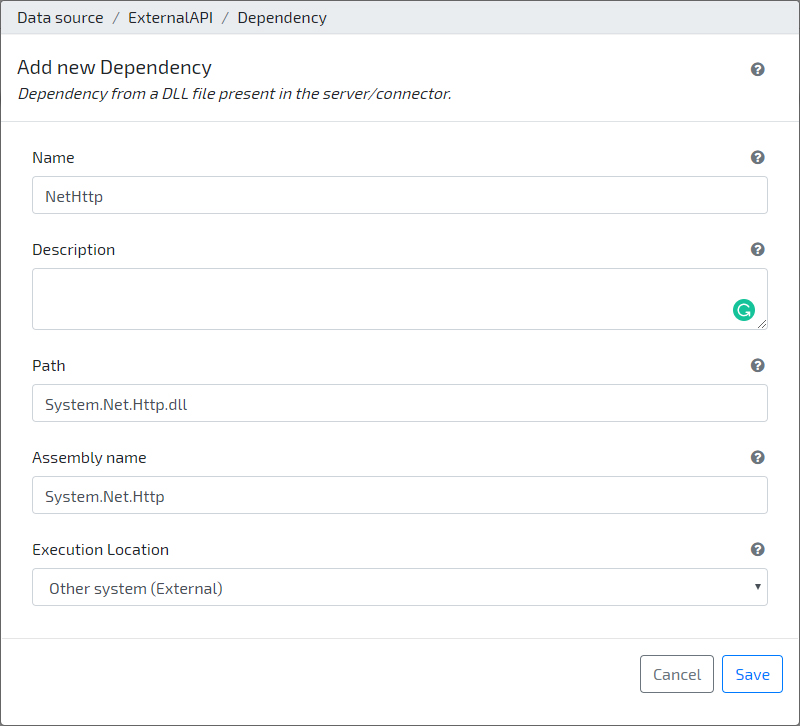 Data source / ExternalAPI / Dependency
Add new Dependency
Dependency from a DLL file present in the server/connector.
Name
NetHttp
Description
Path
System.Net.Http.dll
Assembly name
System.Net.Http
Execution Location
Other system (External)
Cancel Save